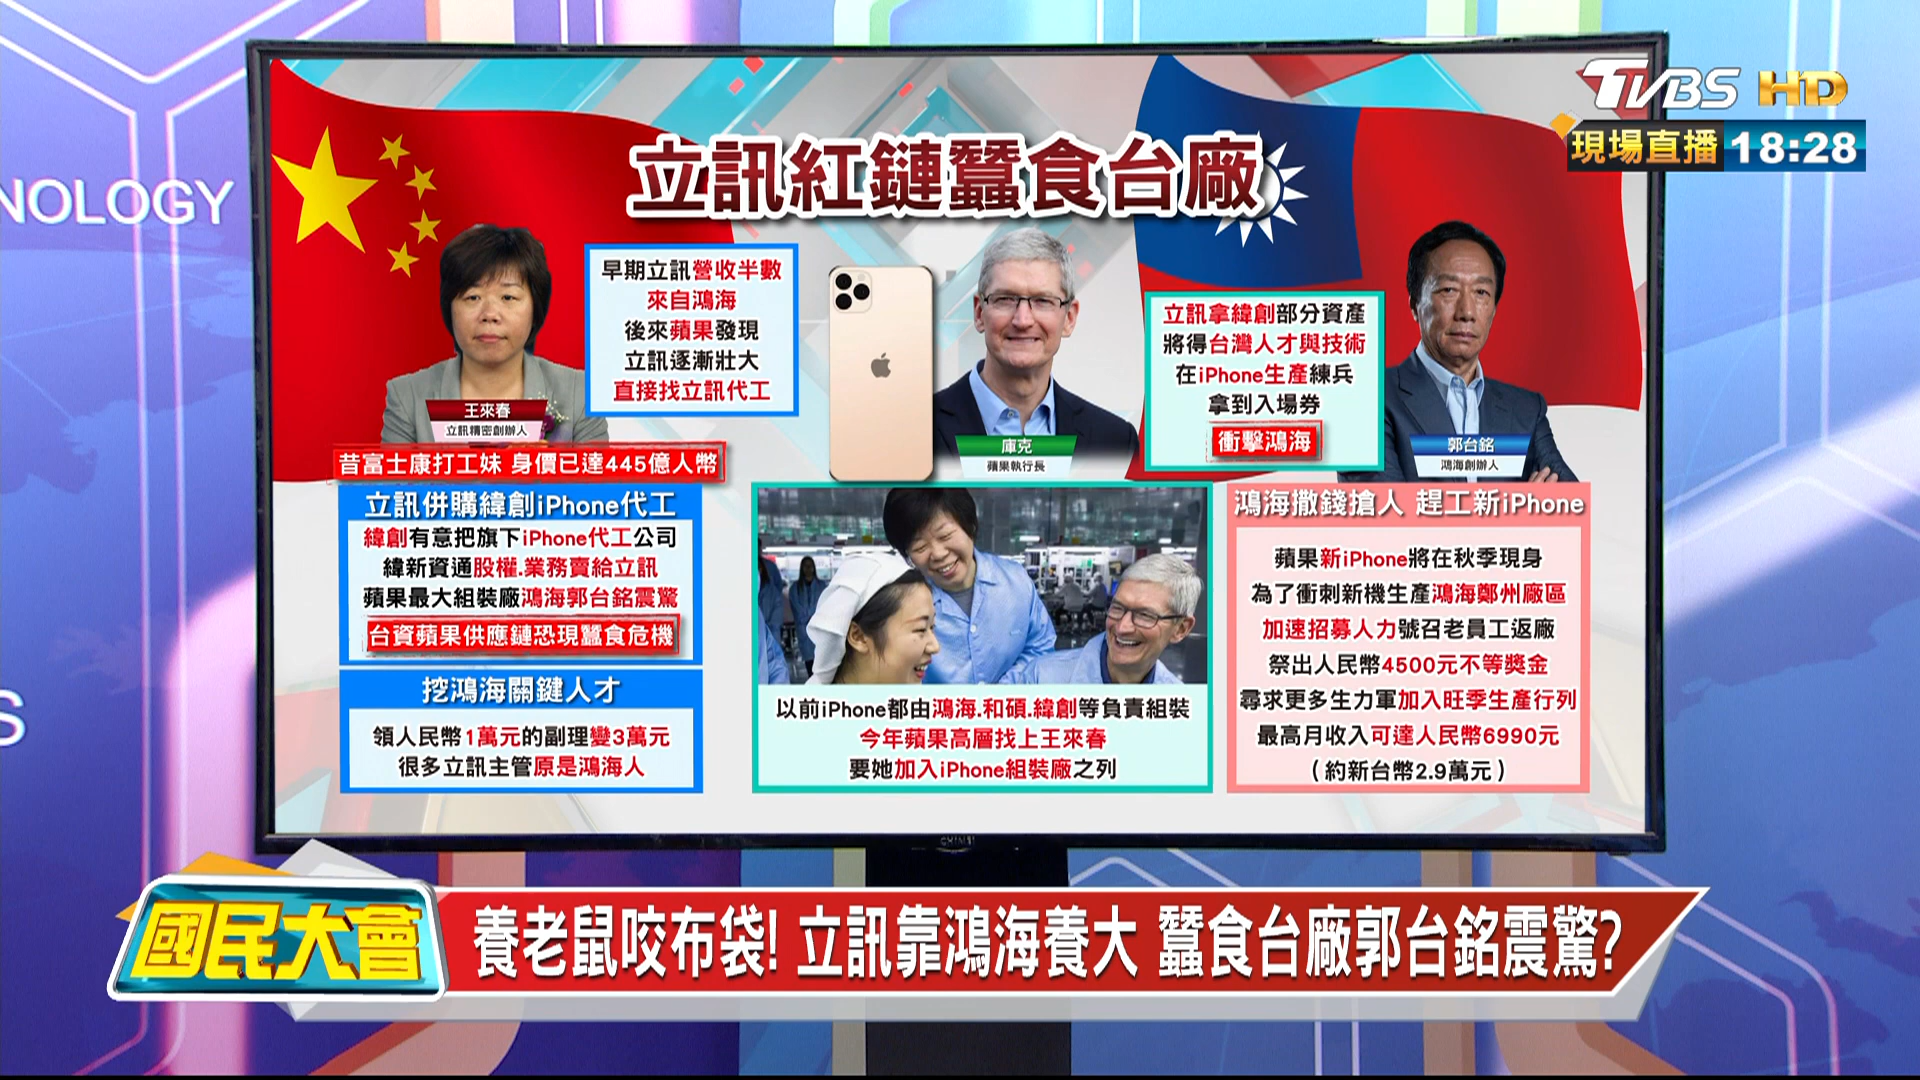 TVBS HD
現場直播 18:28
NOLOGY
S
立訊紅鏈蠶食台廠
早期立訊營收半數
來自鴻海
後來蘋果發現
立訊逐漸壯大
直接找立訊代工
王來春
立訊精密創辦人
昔富士康打工妹 身價已達445億人幣
庫克
蘋果執行長
立訊拿緯創部分資產
將得台灣人才與技術
在iPhone生產練兵
拿到入場券
衝擊鴻海
郭台銘
鴻海創辦人
立訊併購緯創iPhone代工
緯創有意把旗下iPhone代工公司
緯新資通股權.業務賣給立訊
蘋果最大組裝廠鴻海郭台銘震驚
台資蘋果供應鏈恐現蠶食危機
挖鴻海關鍵人才
領人民幣1萬元的副理變3萬元
很多立訊主管原是鴻海人
以前iPhone都由鴻海.和碩.緯創等負責組裝
今年蘋果高層找上王來春
要她加入iPhone組裝廠之列
鴻海撒錢搶人 趕工新iPhone
蘋果新iPhone將在秋季現身
為了衝刺新機生產鴻海鄭州廠區
加速招募人力號召老員工返廠
祭出人民幣4500元不等獎金
尋求更多生力軍加入旺季生產行列
最高月收入可達人民幣6990元
(約新台幣2.9萬元)
國民大會
養老鼠咬布袋! 立訊靠鴻海養大 蠶食台廠郭台銘震驚?